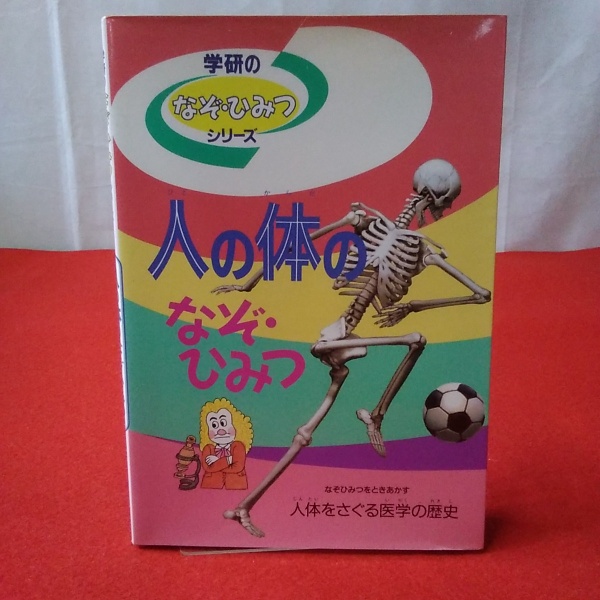 学研の
なぞ・ひみつ
シリーズ
人の体の
なぞ・
ひみつ
なぞひみつをときあかす
人体をさぐる医学の歴史